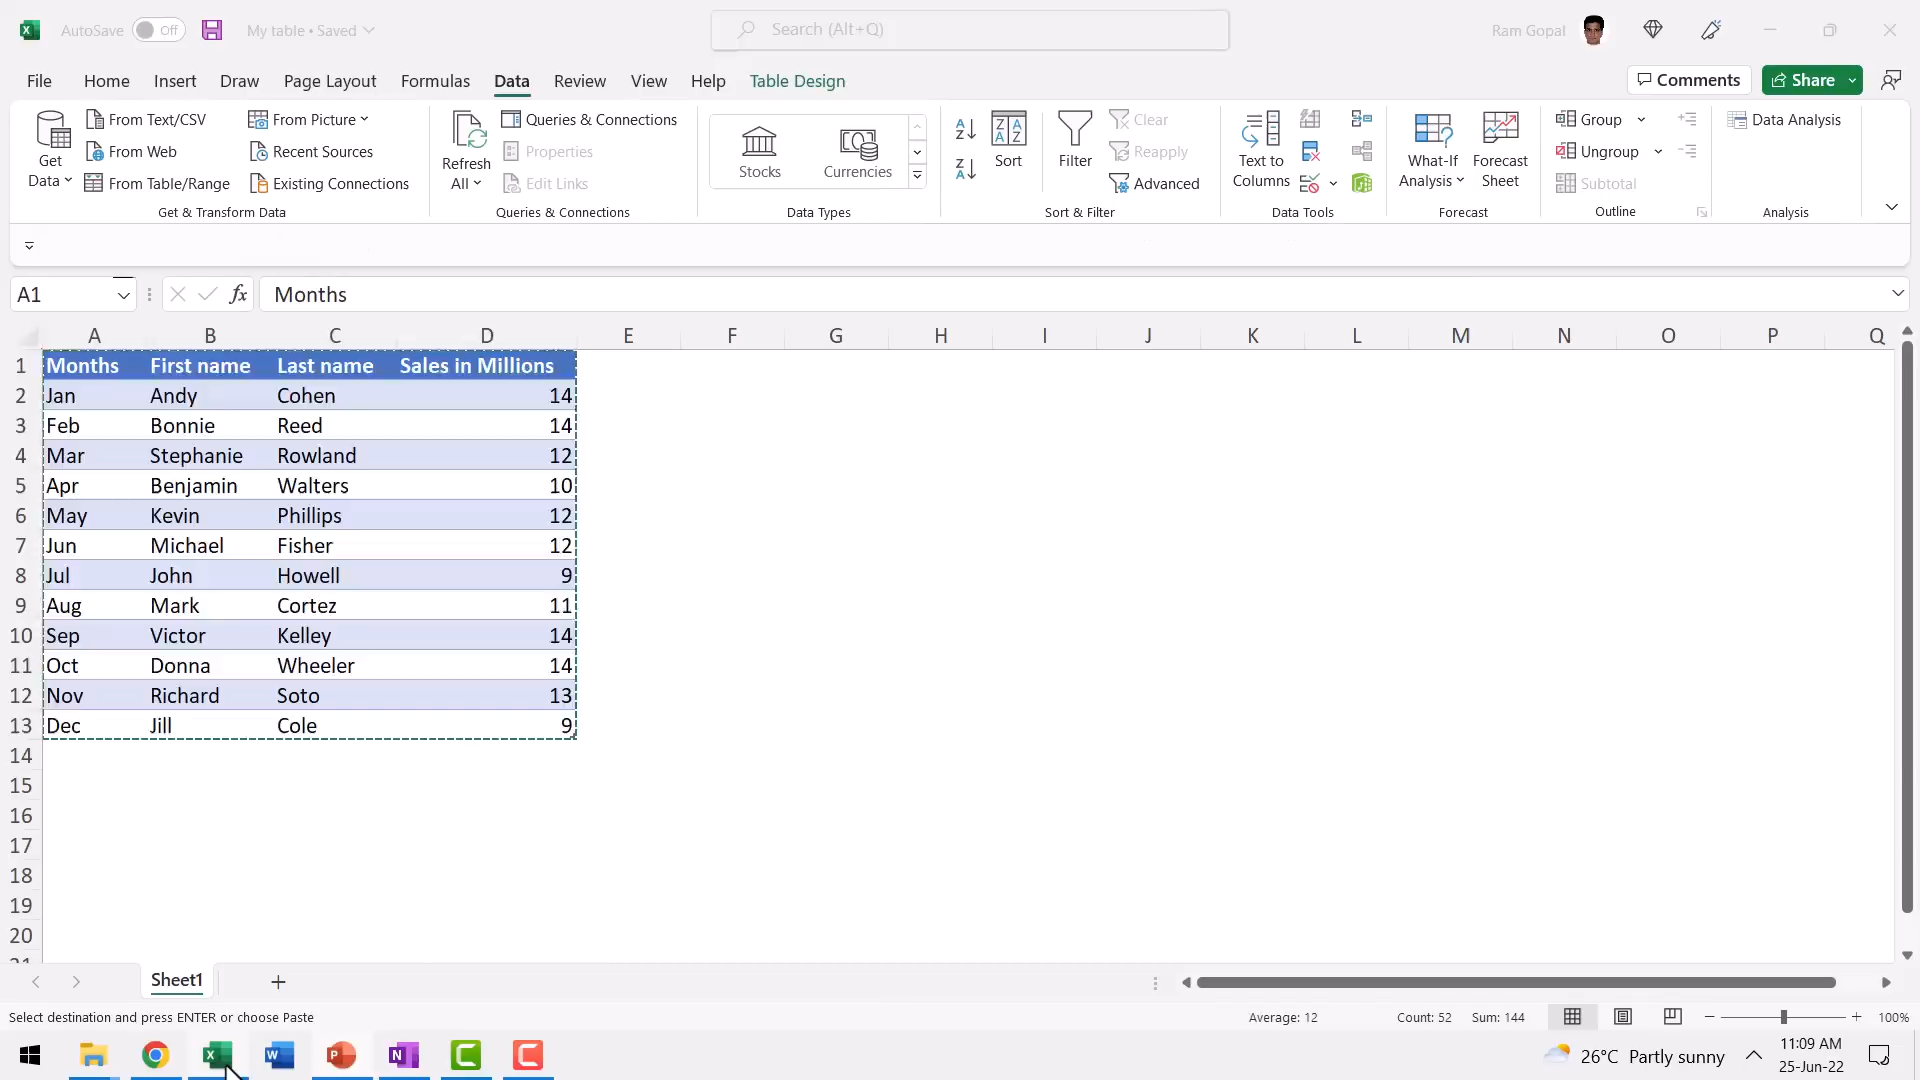 AutoSave Off My table • Saved Search (Alt+Q) Ram Gopal
File Home Insert Draw Page Layout Formulas Data Review View Help Table Design Comments Share
Get Data
From Text/CSV
From Web
From Table/Range
From Picture
Recent Sources
Existing Connections
Get & Transform Data
Refresh All
Queries & Connections
Properties
Edit Links
Queries & Connections
Stocks
Currencies
Data Types
A Z
Z A
Z A A Z
Sort
Filter
Clear
Reapply
Advanced
Sort & Filter
Text to Columns
Data Tools
What-If Analysis
Forecast Sheet
Forecast
Group
Ungroup
Subtotal
Outline
Data Analysis
Analysis
A1 fx Months
A B C D E F G H I J K L M N O P Q
1 Months First name Last name Sales in Millions
2 Jan Andy Cohen 14
3 Feb Bonnie Reed 14
4 Mar Stephanie Rowland 12
5 Apr Benjamin Walters 10
6 May Kevin Phillips 12
7 Jun Michael Fisher 12
8 Jul John Howell 9
9 Aug Mark Cortez 11
10 Sep Victor Kelley 14
11 Oct Donna Wheeler 14
12 Nov Richard Soto 13
13 Dec Jill Cole 9
14
15
16
17
18
19
20
21
Sheet1
Select destination and press ENTER or choose Paste Average: 12 Count: 52 Sum: 144 100%
X W P N C C 26°C Partly sunny 11:09 AM
25-Jun-22